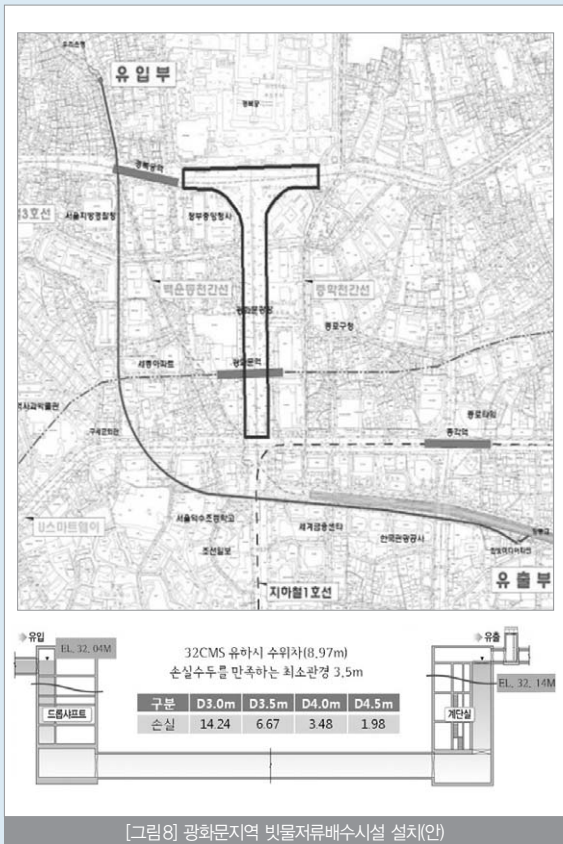 유입부
경복궁
경복궁역
서울지방경찰청
정부중앙청사
백운동천간선
중학천간선
광화문광장
종로구청
세종아파트
광화문역
종로타워
종각역
구세군회관
U스마트웨이
서울덕수초등학교
세계금융센타
한국관광공사
조선일보
유출부
지하철1호선
유입
유출
EL. 32. 04M
32CMS 유하시 수위차(8.97m)
손실수두를 만족하는 최소관경 3.5m
EL. 32. 14M
드롭샤프트
계단실
구분 D3.0m D3.5m D4.0m D4.5m
손실 14.24 6.67 3.48 1.98
[그림8] 광화문지역 빗물저류배수시설 설치(안)